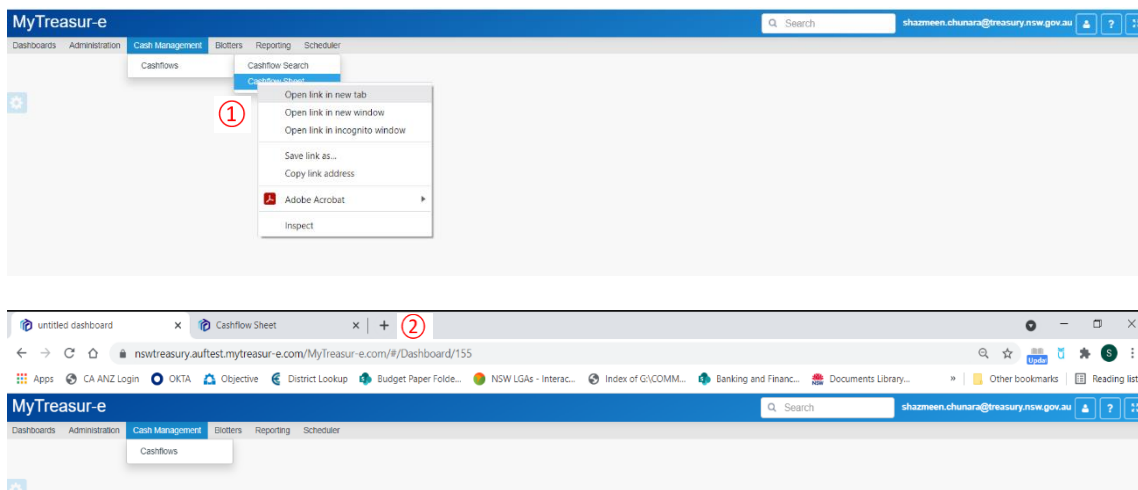 MyTreasur-e Search shazmeen.chunara@treasury.nsw.gov.au ?
Dashboards Administration Cash Management Blotters Reporting Scheduler
Cashflows Cashflow Search
Cashflow Sheet
① Open link in new tab
Open link in new window
Open link in incognito window
Save link as...
Copy link address
Adobe Acrobat
Inspect
untitled dashboard × Cashflow Sheet × + ②
nswtreasury.auftest.mytreasur-e.com/MyTreasur-e.com/#/Dashboard/155 Update S
Apps CA ANZ Login OKTA Objective District Lookup Budget Paper Folde... NSW LGAs - Interac... Index of G:\COMM... Banking and Financ... Documents Library... » Other bookmarks Reading list
MyTreasur-e Search shazmeen.chunara@treasury.nsw.gov.au ?
Dashboards Administration Cash Management Blotters Reporting Scheduler
Cashflows